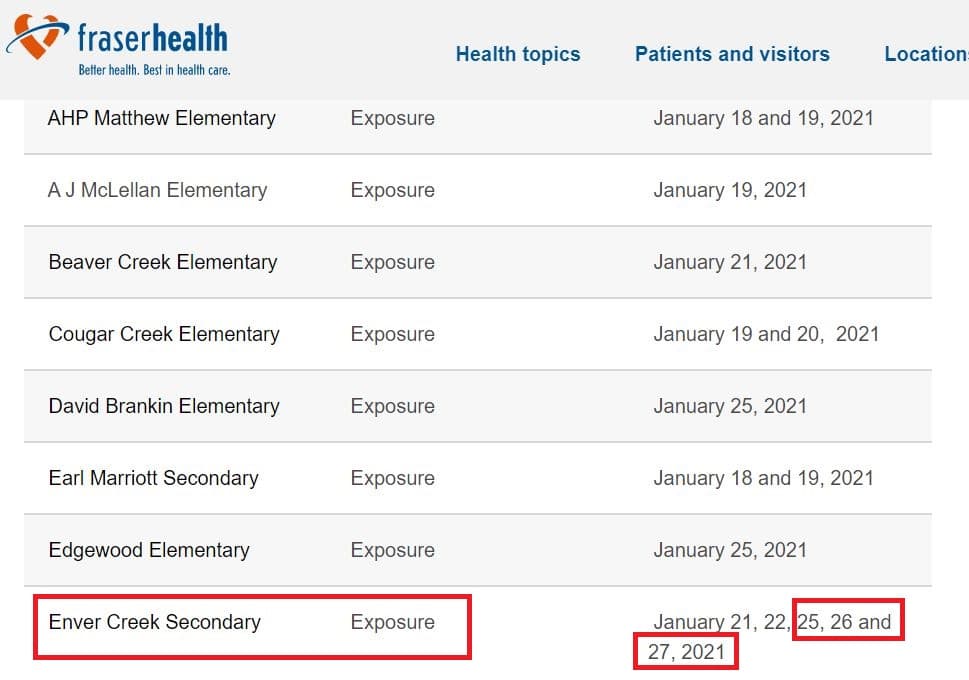 fraserhealth
Better health. Best in health care.
Health topics Patients and visitors Locations
AHP Matthew Elementary Exposure January 18 and 19, 2021
A J McLellan Elementary Exposure January 19, 2021
Beaver Creek Elementary Exposure January 21, 2021
Cougar Creek Elementary Exposure January 19 and 20, 2021
David Brankin Elementary Exposure January 25, 2021
Earl Marriott Secondary Exposure January 18 and 19, 2021
Edgewood Elementary Exposure January 25, 2021
Enver Creek Secondary Exposure January 21, 22, 25, 26 and
27, 2021